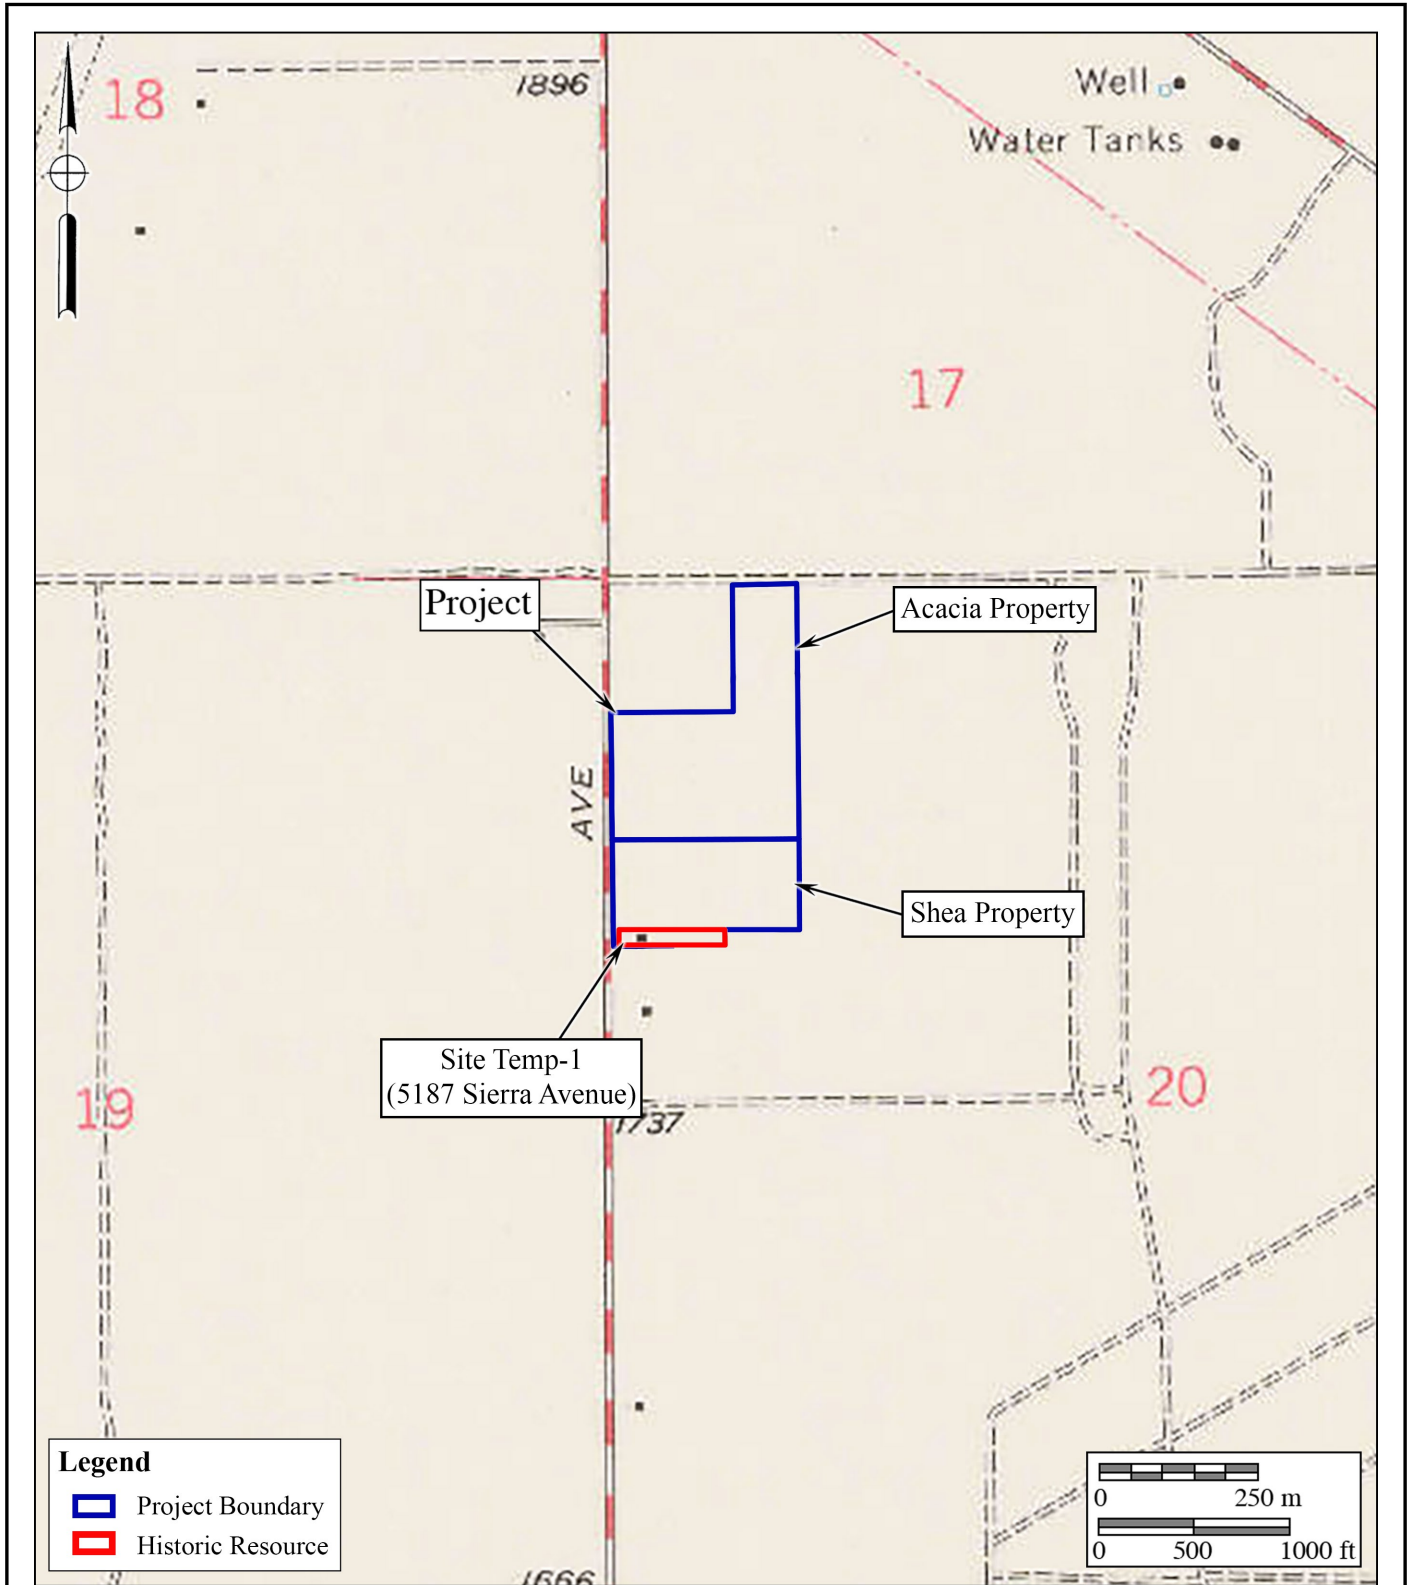 18
1896
Well
Water Tanks
17
Project
Acacia Property
AVE
Shea Property
Site Temp-1
(5187 Sierra Avenue)
19
20
1737
Legend
Project Boundary
Historic Resource
0 250 m
0 500 1000 ft
1666